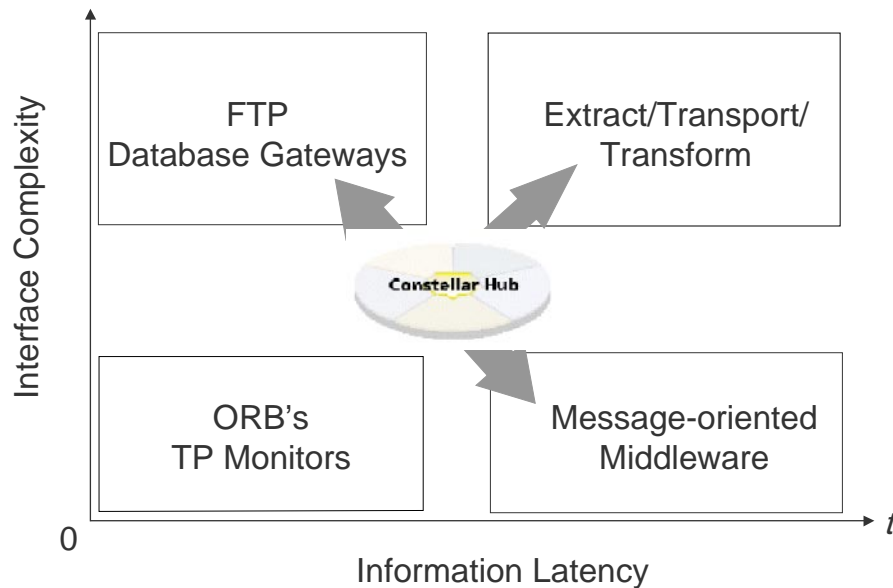 Interface Complexity
FTP
Database Gateways
Extract/Transport/
Transform
Constellar Hub
ORB's
TP Monitors
Message-oriented
Middleware
0
t
Information Latency